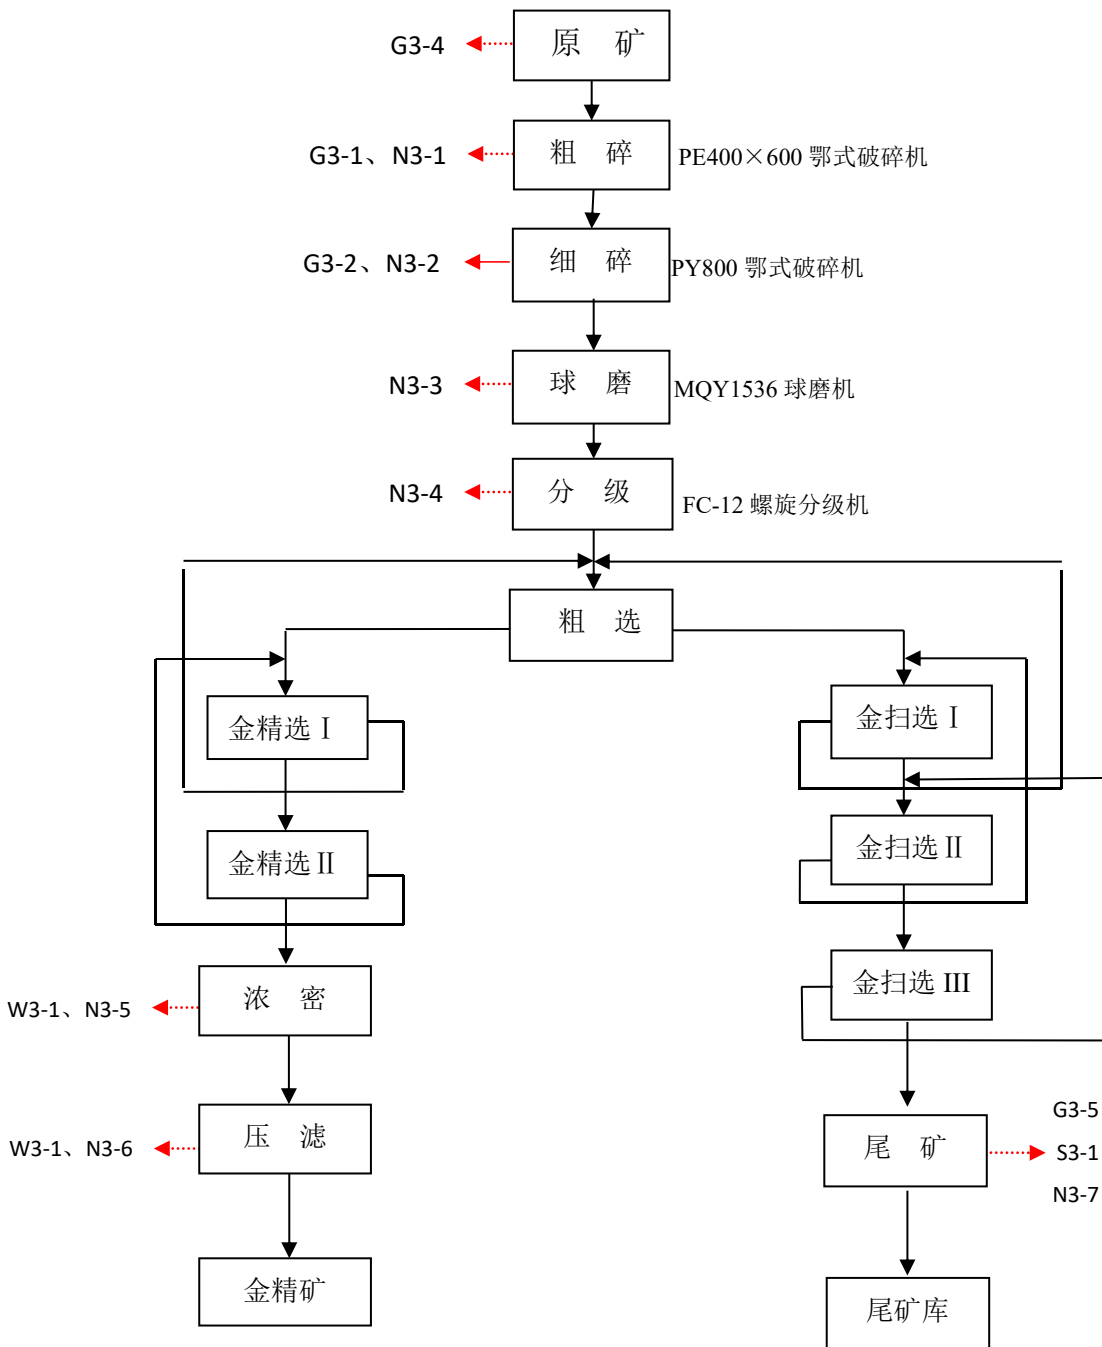 G3-4
原 矿
G3-1、N3-1
粗 碎
PE400×600 鄂式破碎机
G3-2、N3-2
细 碎
PY800 鄂式破碎机
N3-3
球 磨
MQY1536 球磨机
N3-4
分 级
FC-12 螺旋分级机
粗 选
金精选 Ⅰ
金扫选 Ⅰ
金精选 Ⅱ
金扫选 Ⅱ
W3-1、N3-5
浓 密
金扫选 III
W3-1、N3-6
压 滤
尾 矿
G3-5
S3-1
N3-7
金精矿
尾矿库